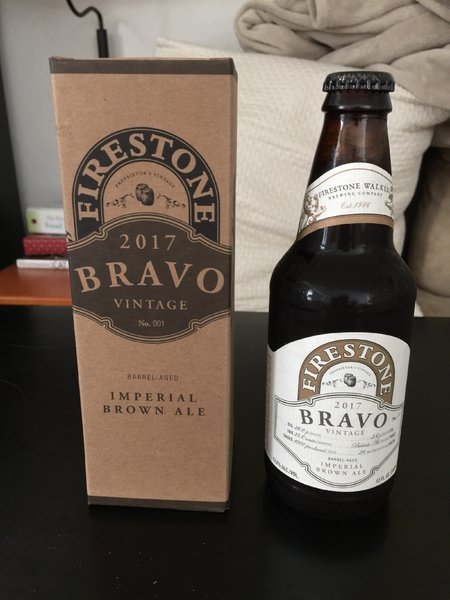 FIRESTONE
PROPRIETOR'S VINTAGE
2017
BRAVO
VINTAGE
No. 001
BARREL-AGED
IMPERIAL
BROWN ALE
FIRESTONE WALKER
BREWING COMPANY
Est. 1996
FIRESTONE
PROPRIETOR'S VINTAGE
2017
BRAVO
VINTAGE
BARREL-AGED
IMPERIAL
BROWN ALE